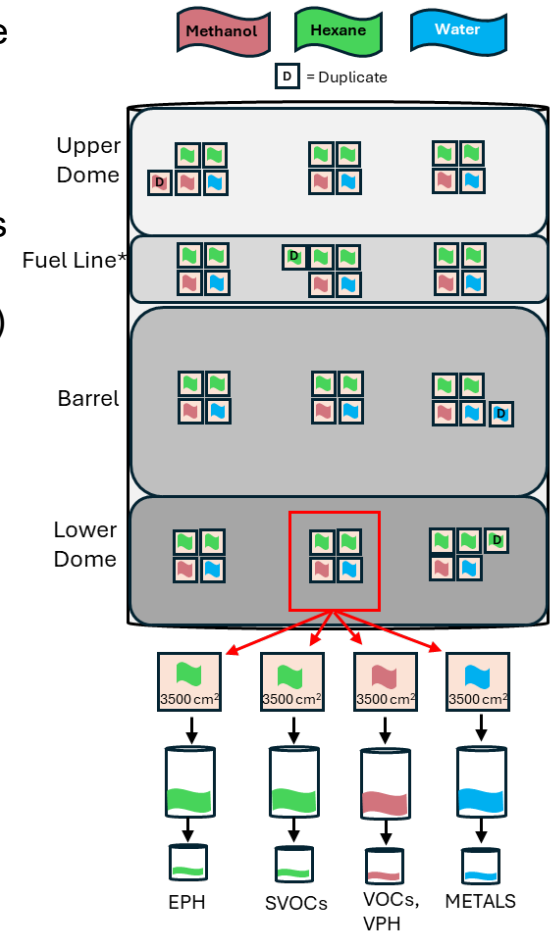 e
Methanol
Hexane
Water
D = Duplicate
Upper
Dome
D
s
Fuel Line*
D
)
Barrel
D
Lower
Dome
D
3500 cm²
3500 cm²
3500 cm²
3500 cm²
EPH
SVOCs
VOCs,
VPH
METALS